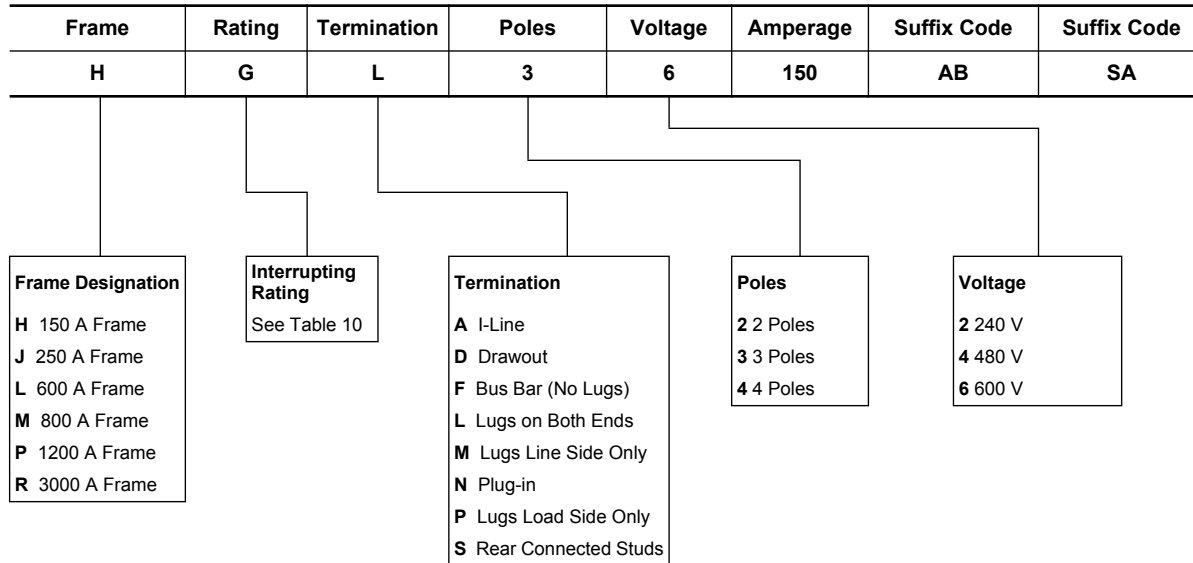 Frame Rating Termination Poles Voltage Amperage Suffix Code Suffix Code
H G L 3 6 150 AB SA
Frame Designation
H 150 A Frame
J 250 A Frame
L 600 A Frame
M 800 A Frame
P 1200 A Frame
R 3000 A Frame
Interrupting
Rating
See Table 10
Termination
A I-Line
D Drawout
F Bus Bar (No Lugs)
L Lugs on Both Ends
M Lugs Line Side Only
N Plug-in
P Lugs Load Side Only
S Rear Connected Studs
Poles
2 2 Poles
3 3 Poles
4 4 Poles
Voltage
2 240 V
4 480 V
6 600 V